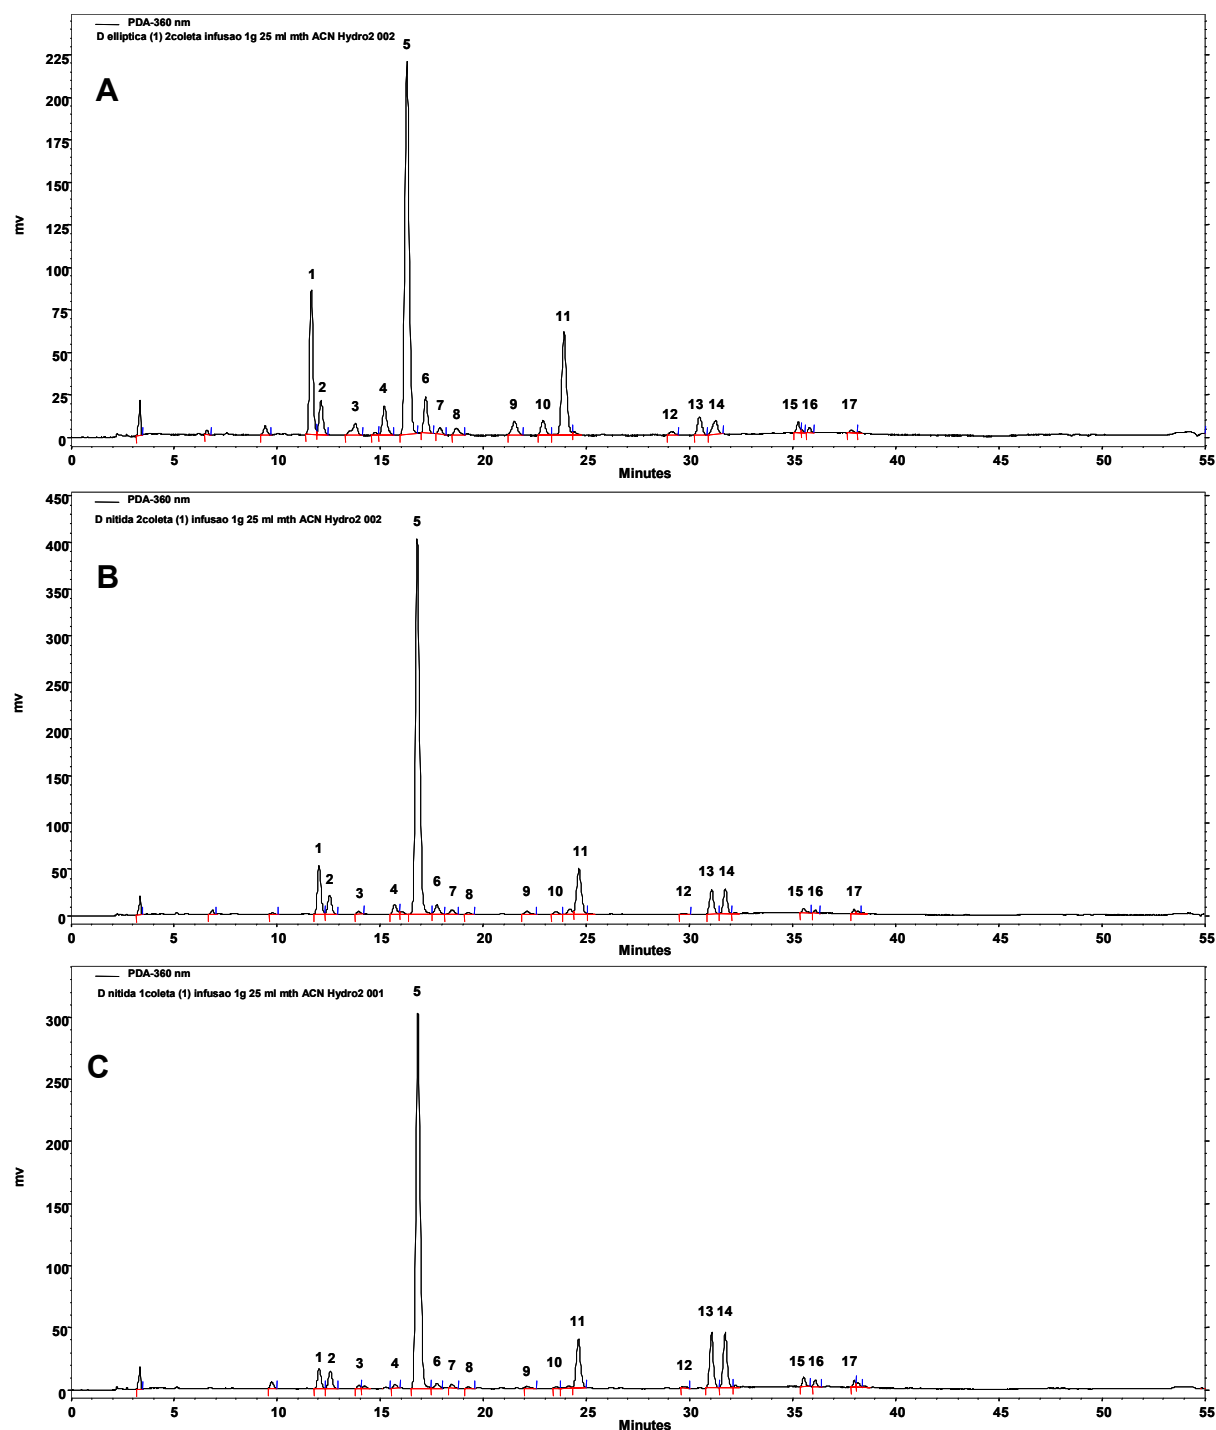 PDA-360 nm
D elliptica (1) 2coleta infusao 1g 25 ml mth ACN Hydro2 002
A
mv
225
200
175
150
125
100
75
50
25
0
1 2 3 4 5 6 7 8 9 10 11 12 13 14 15 16 17
0 5 10 15 20 25 30 35 40 45 50 55
Minutes
PDA-360 nm
D nitida 2coleta (1) infusao 1g 25 ml mth ACN Hydro2 002
B
mv
450
400
350
300
250
200
150
100
50
0
1 2 3 4 5 6 7 8 9 10 11 12 13 14 15 16 17
0 5 10 15 20 25 30 35 40 45 50 55
Minutes
PDA-360 nm
D nitida 1coleta (1) infusao 1g 25 ml mth ACN Hydro2 001
C
mv
300
250
200
150
100
50
0
1 2 3 4 5 6 7 8 9 10 11 12 13 14 15 16 17
0 5 10 15 20 25 30 35 40 45 50 55
Minutes